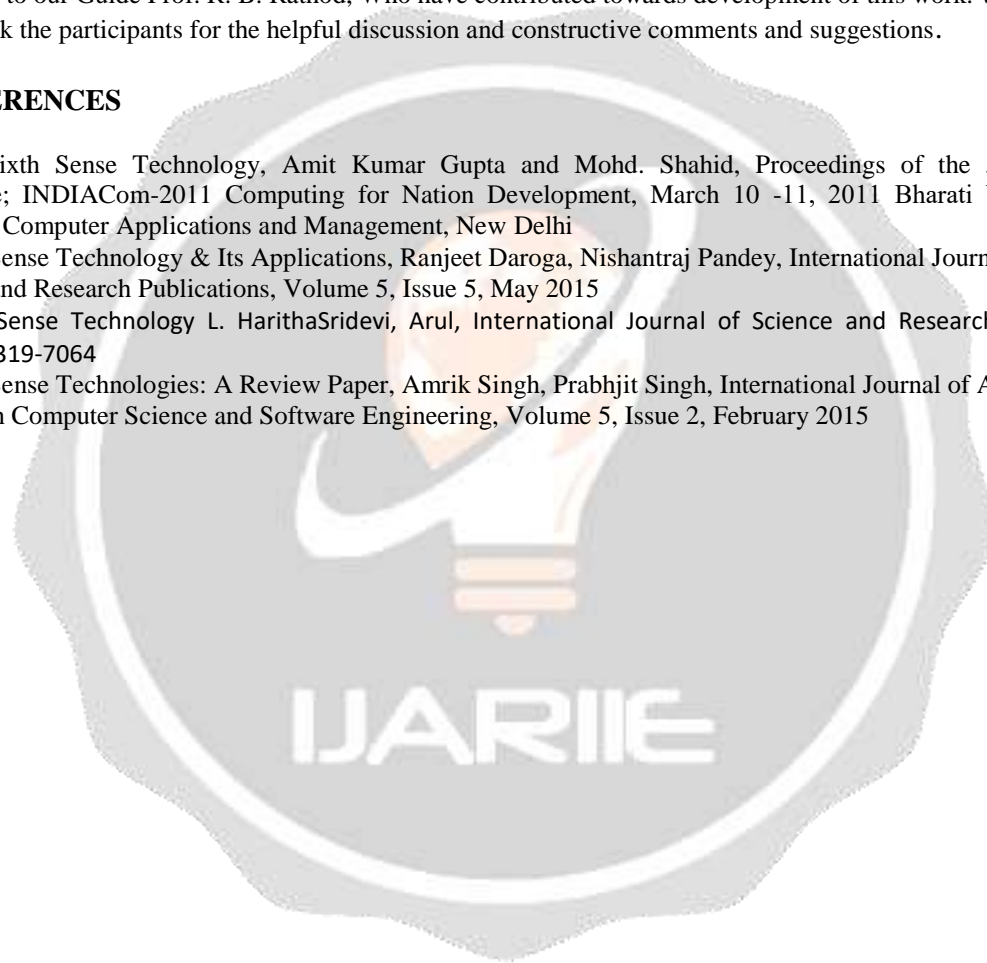 to our Guide Prof. R. B. Rathod, Who have contributed towards development of this work.
k the participants for the helpful discussion and constructive comments and suggestions.
ERENCES
ixth Sense Technology, Amit Kumar Gupta and Mohd. Shahid, Proceedings of the
e; INDIACom-2011 Computing for Nation Development, March 10 -11, 2011 Bharati
Computer Applications and Management, New Delhi
ense Technology & Its Applications, Ranjeet Daroga, Nishantraj Pandey, International Journ
nd Research Publications, Volume 5, Issue 5, May 2015
Sense Technology L. HarithaSridevi, Arul, International Journal of Science and Research
319-7064
ense Technologies: A Review Paper, Amrik Singh, Prabhjit Singh, International Journal of A
n Computer Science and Software Engineering, Volume 5, Issue 2, February 2015
IJARIIE